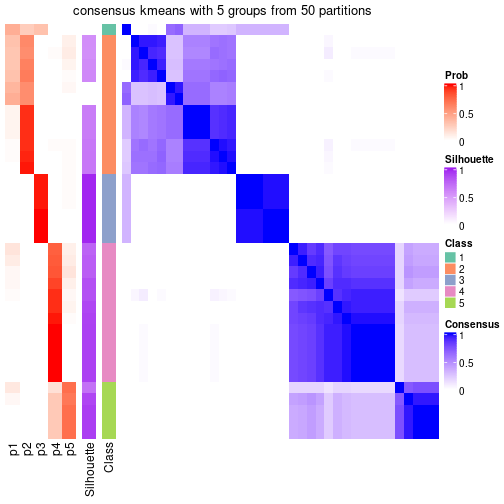 consensus kmeans with 5 groups from 50 partitions
Prob
1
0.5
0
Silhouette
1
0.5
0
Class
1
2
3
4
5
Consensus
1
0.5
0
p1
p2
p3
p4
p5
Silhouette
Class